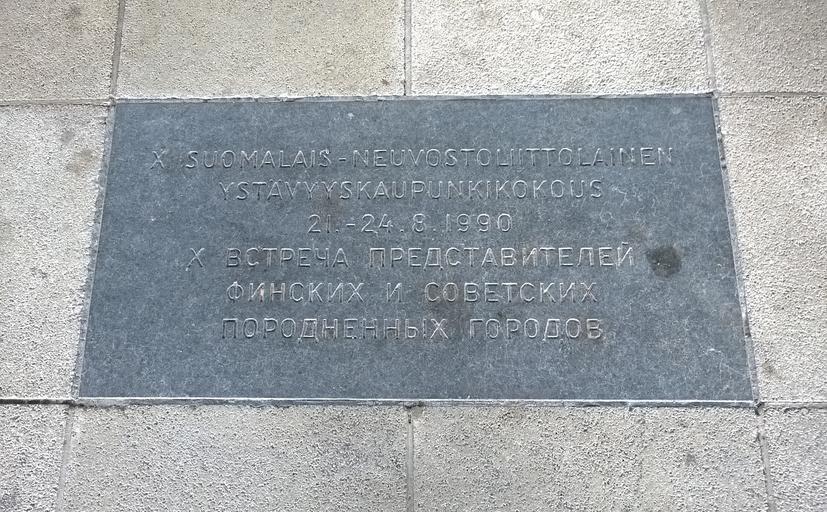 X SUOMALAIS-NEUVOSTOLIITTOLAINEN
YSTÄVYYSKAUPUNKIKOKOUS
21.-24.8.1990
X ВСТРЕЧА ПРЕДСТАВИТЕЛЕЙ
ФИНСКИХ И СОВЕТСКИХ
ПОРОДНЕННЫХ ГОРОДОВ